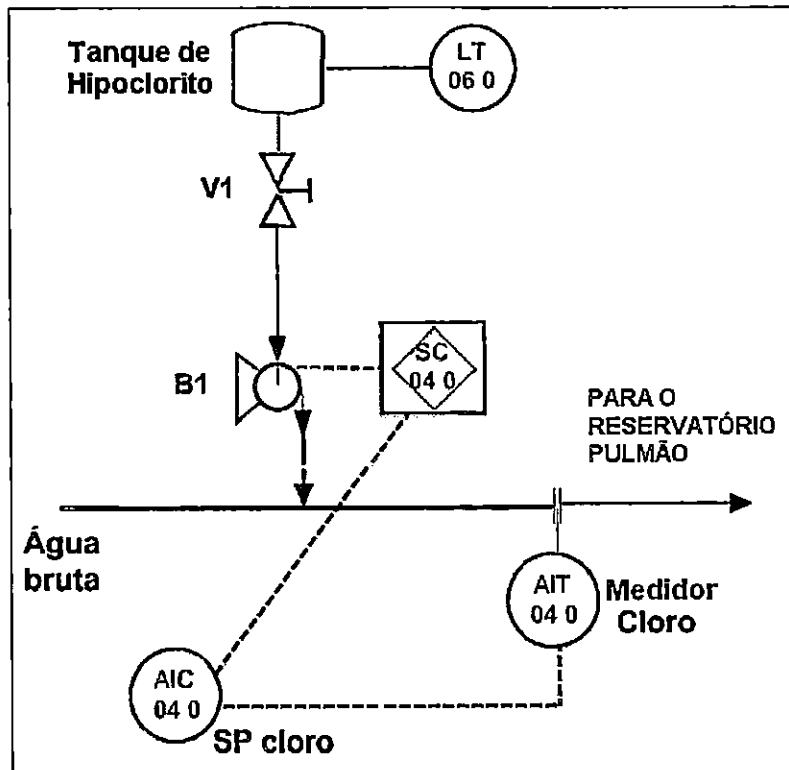 Tanque de
Hipoclorito
LT
06 0
V1
SC
04 0
B1
PARA O
RESERVATÓRIO
PULMÃO
Água
bruta
AIT
04 0
Medidor
Cloro
AIC
04 0
SP cloro